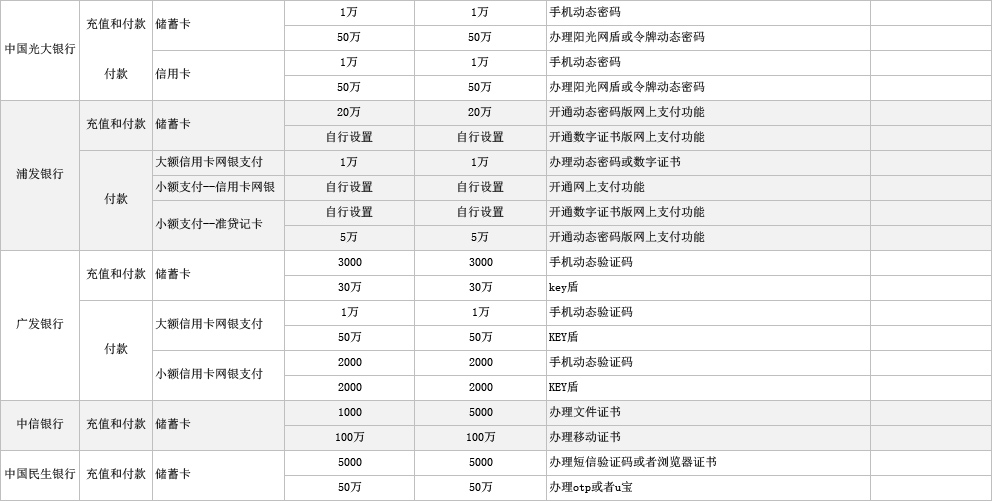 中国光大银行 充值和付款 储蓄卡 1万 1万 手机动态密码
50万 50万 办理阳光网盾或令牌动态密码
付款 信用卡 1万 1万 手机动态密码
50万 50万 办理阳光网盾或令牌动态密码
浦发银行 充值和付款 储蓄卡 20万 20万 开通动态密码版网上支付功能
自行设置 自行设置 开通数字证书版网上支付功能
付款 大额信用卡网银支付 1万 1万 办理动态密码或数字证书
小额支付--信用卡网银 自行设置 自行设置 开通网上支付功能
小额支付--准贷记卡 自行设置 自行设置 开通数字证书版网上支付功能
5万 5万 开通动态密码版网上支付功能
广发银行 充值和付款 储蓄卡 3000 3000 手机动态验证码
30万 30万 key盾
付款 大额信用卡网银支付 1万 1万 手机动态验证码
50万 50万 KEY盾
小额信用卡网银支付 2000 2000 手机动态验证码
2000 2000 KEY盾
中信银行 充值和付款 储蓄卡 1000 5000 办理文件证书
100万 100万 办理移动证书
中国民生银行 充值和付款 储蓄卡 5000 5000 办理短信验证码或者浏览器证书
50万 50万 办理otp或者u宝